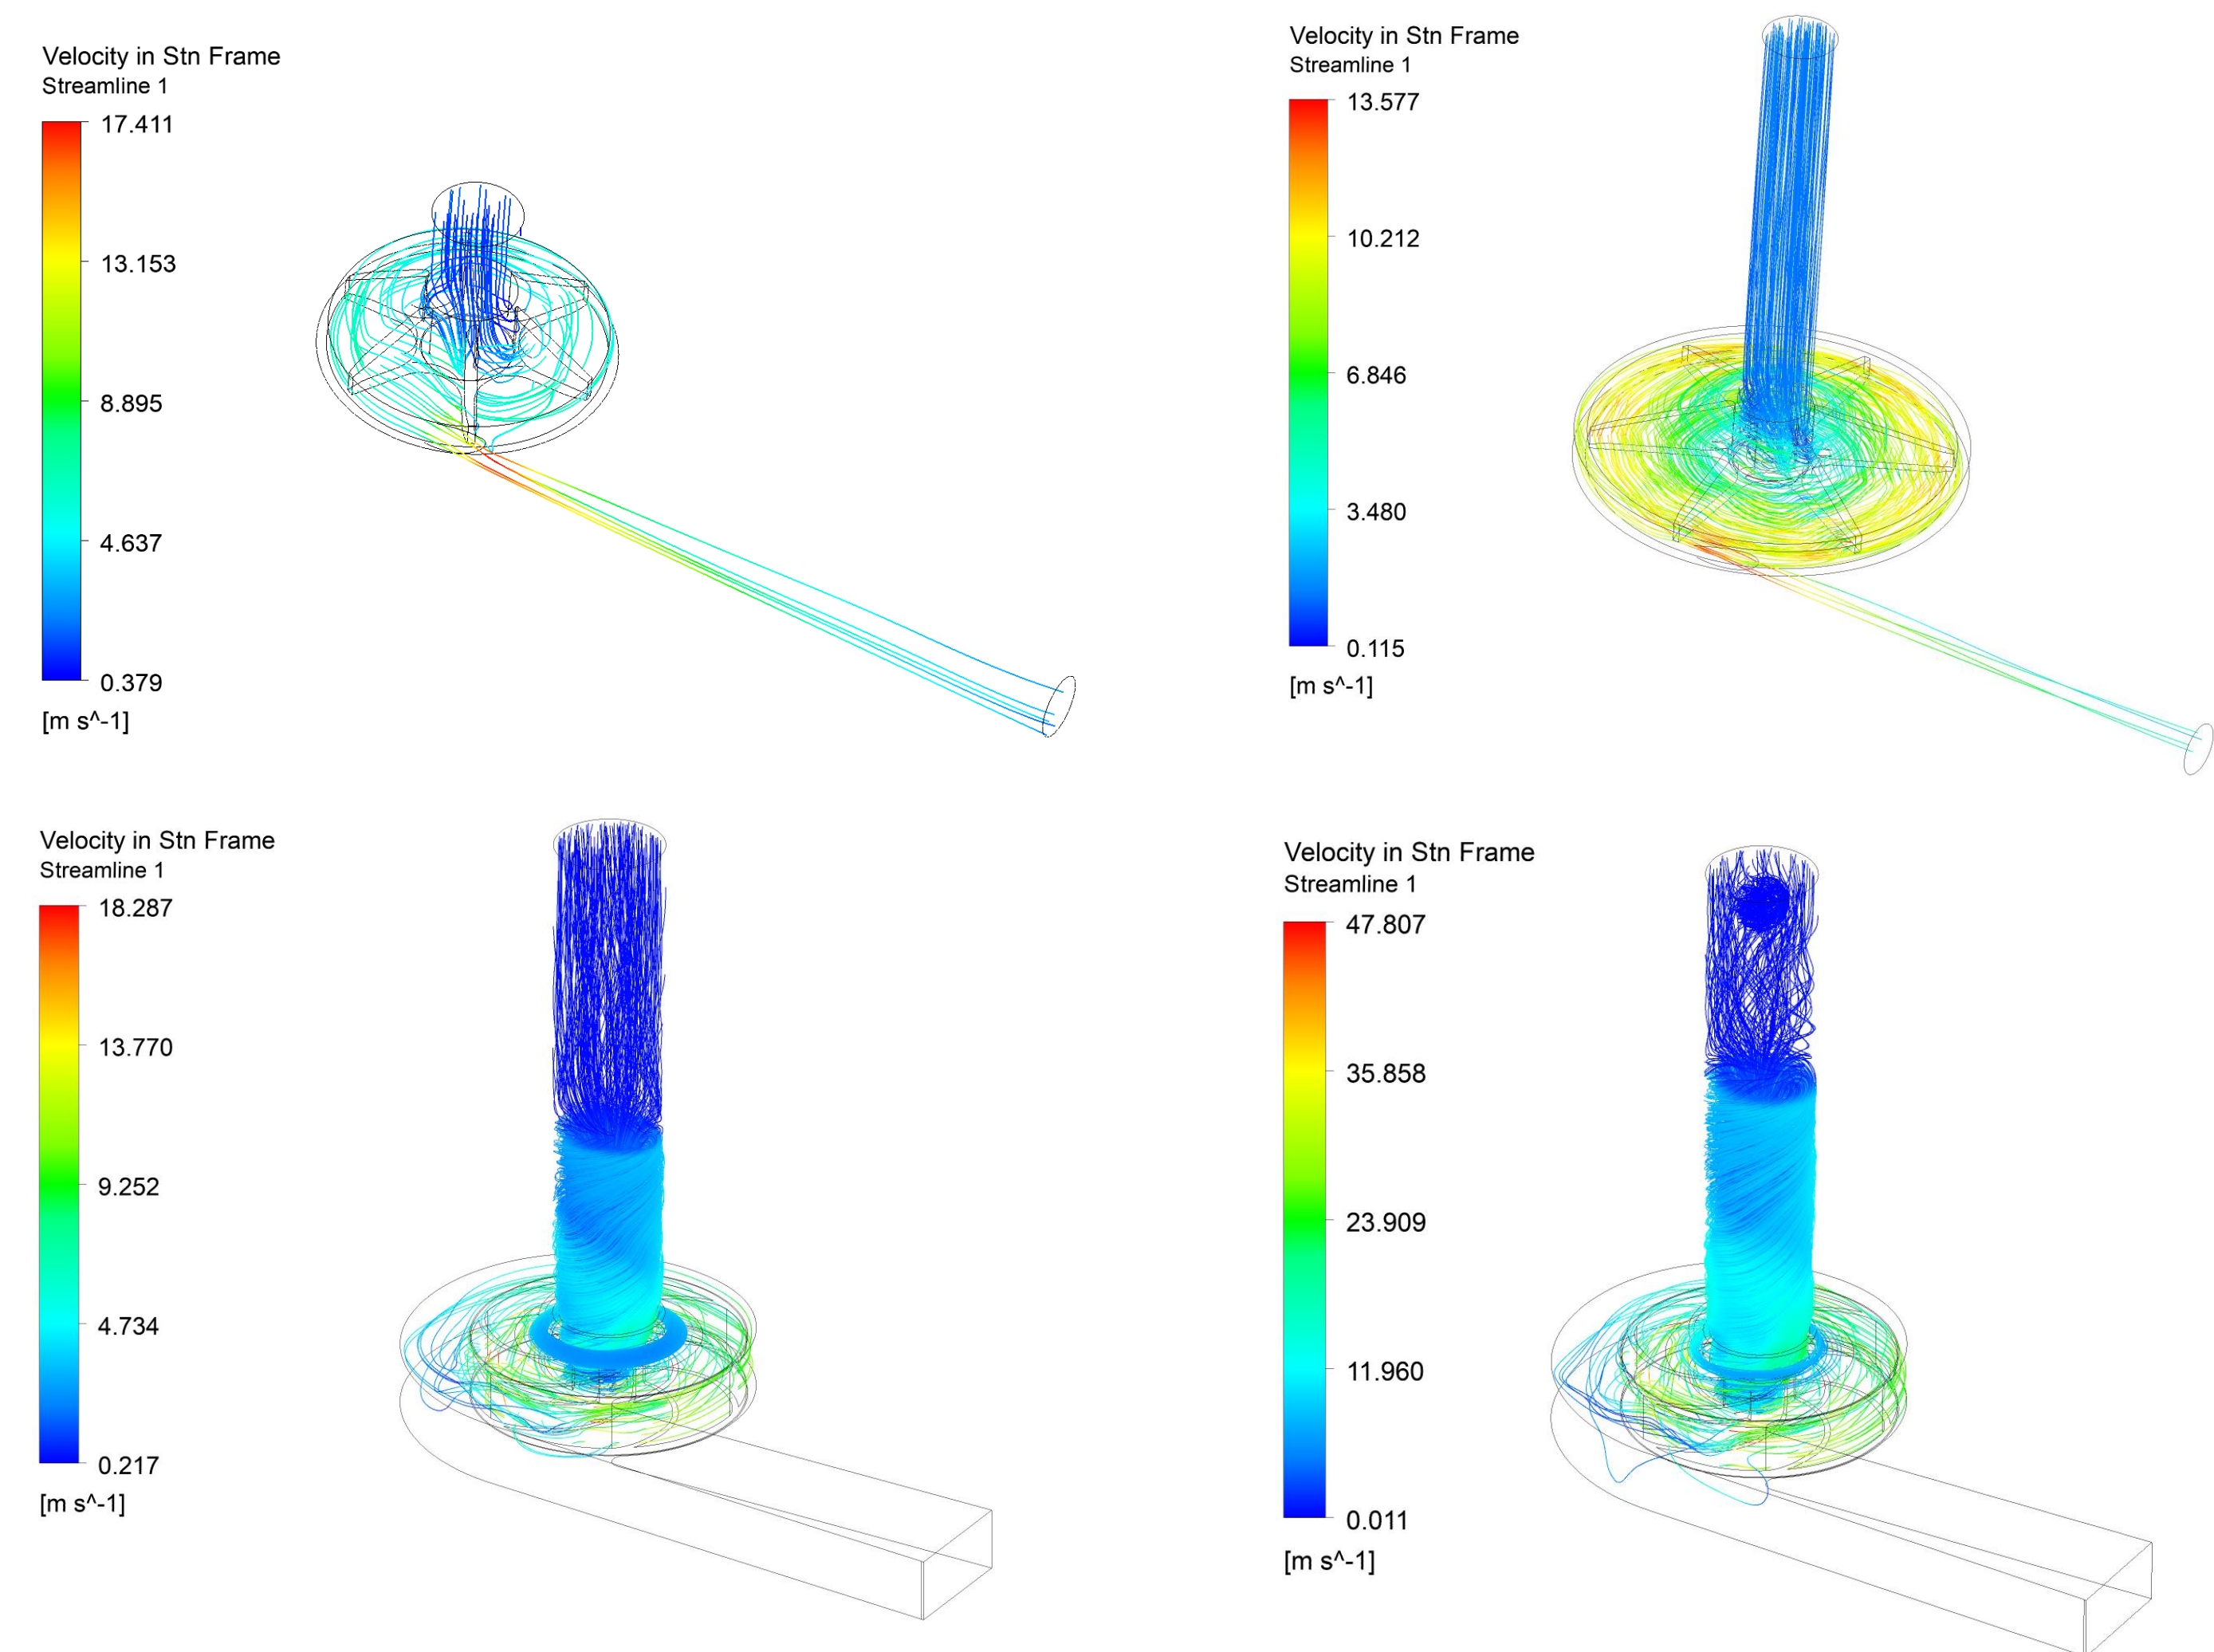 Velocity in Stn Frame
Streamline 1
17.411
13.153
8.895
4.637
0.379
[m s^-1]
Velocity in Stn Frame
Streamline 1
13.577
10.212
6.846
3.480
0.115
[m s^-1]
Velocity in Stn Frame
Streamline 1
18.287
13.770
9.252
4.734
0.217
[m s^-1]
Velocity in Stn Frame
Streamline 1
47.807
35.858
23.909
11.960
0.011
[m s^-1]